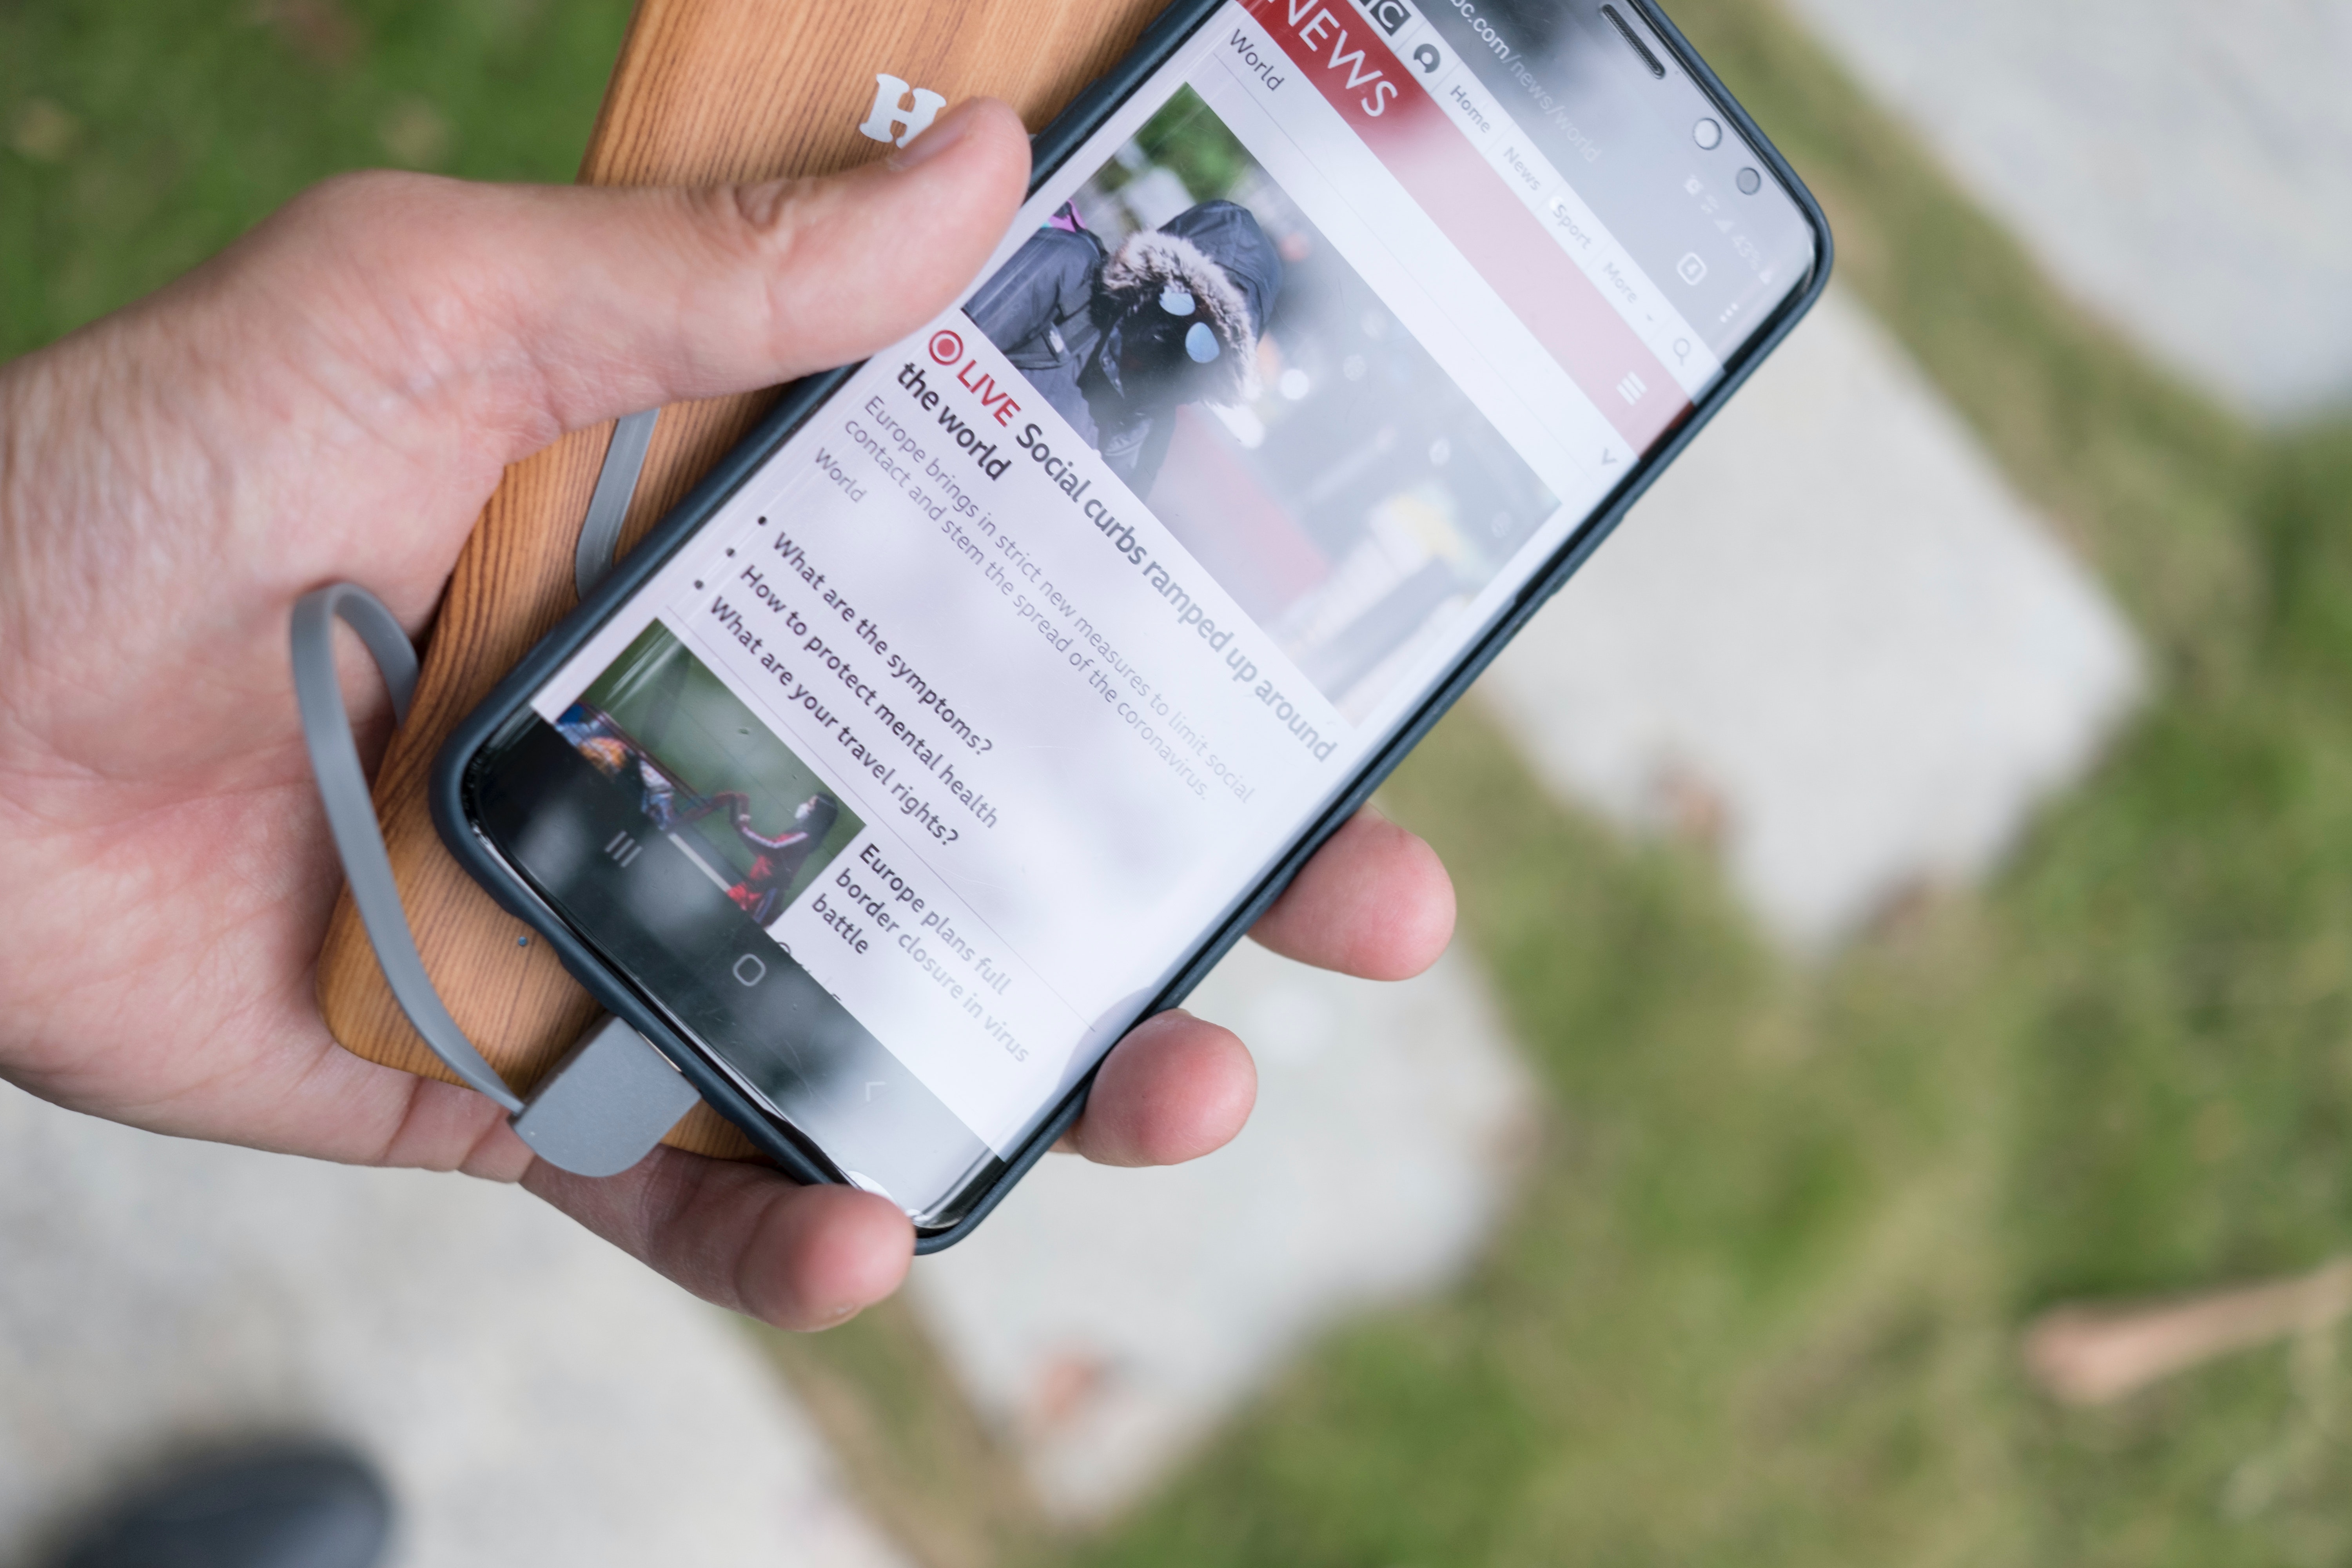 bc.com/news/world
43%
4
Home
News
Sport
More
NEWS
World
LIVE Social curbs ramped up around
the world
Europe brings in strict new measures to limit social
contact and stem the spread of the coronavirus.
World
• What are the symptoms?
• How to protect mental health
• What are your travel rights?
Europe plans full
border closure in virus
battle
H